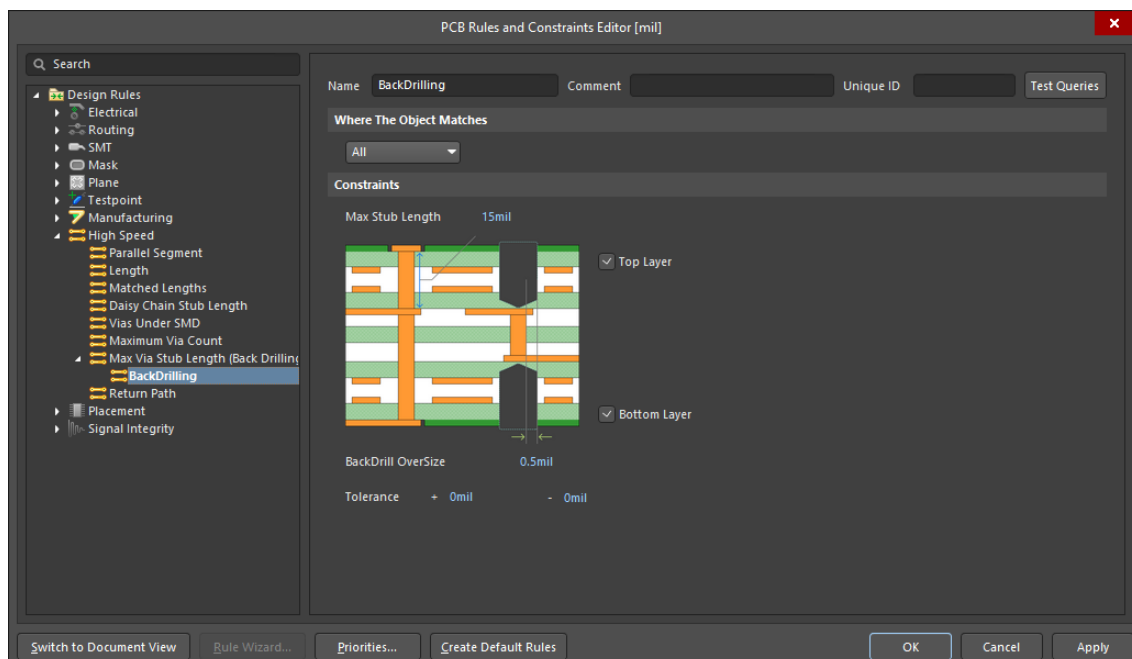 PCB Rules and Constraints Editor [mil]
Search
Design Rules
Electrical
Routing
SMT
Mask
Plane
Testpoint
Manufacturing
High Speed
Parallel Segment
Length
Matched Lengths
Daisy Chain Stub Length
Vias Under SMD
Maximum Via Count
Max Via Stub Length (Back Drilling
BackDrilling
Return Path
Placement
Signal Integrity
Name BackDrilling Comment Unique ID Test Queries
Where The Object Matches
All
Constraints
Max Stub Length 15mil
Top Layer
Bottom Layer
BackDrill OverSize 0.5mil
Tolerance + 0mil - 0mil
Switch to Document View Rule Wizard... Priorities... Create Default Rules OK Cancel Apply